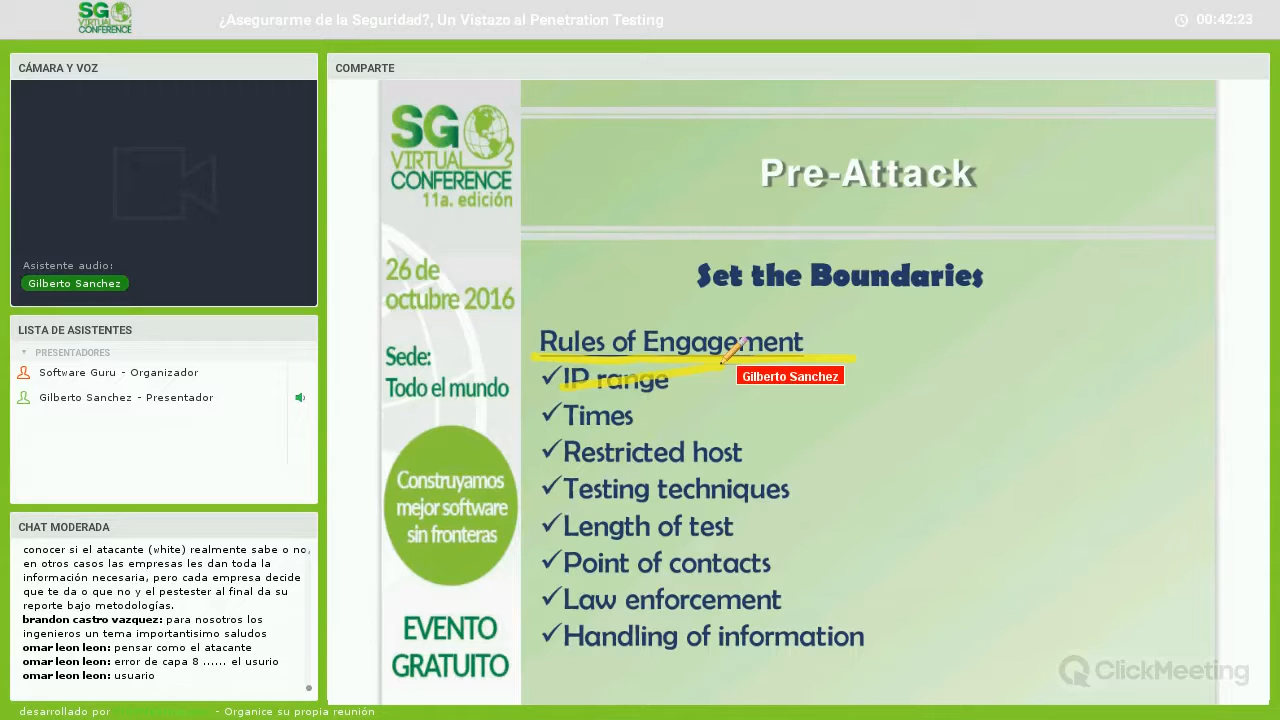 SG
VIRTUAL
CONFERENCE
¿Asegurarme de la Seguridad?, Un Vistazo al Penetration Testing
00:42:23
CÁMARA Y VOZ
Asistente audio:
Gilberto Sanchez
LISTA DE ASISTENTES
PRESENTADORES
Software Guru - Organizador
Gilberto Sanchez - Presentador
CHAT MODERADA
conocer si el atacante (white) realmente sabe o no,
en otros casos las empresas les dan toda la
información necesaria, pero cada empresa decide
que te da o que no y el pestester al final da su
reporte bajo metodologías.
brandon castro vazquez: para nosotros los
ingenieros un tema importantisimo saludos
omar leon leon: pensar como el atacante
omar leon leon: error de capa 8 ...... el usurio
omar leon leon: usuario
desarrollado por
- Organice su propia reunión
COMPARTE
SG
VIRTUAL
CONFERENCE
11a. edición
26 de
octubre 2016
Sede:
Todo el mundo
Construyamos
mejor software
sin fronteras
EVENTO
GRATUITO
Pre-Attack
Set the Boundaries
Rules of Engagement
✓IP range
Gilberto Sanchez
✓Times
✓Restricted host
✓Testing techniques
✓Length of test
✓Point of contacts
✓Law enforcement
✓Handling of information
ClickMeeting